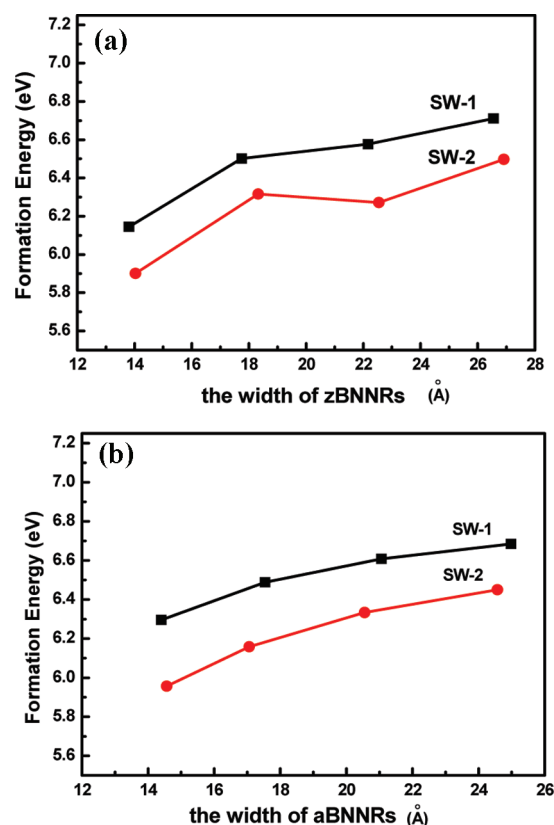 (a)
7.2
7.0
6.8
6.6
6.4
6.2
6.0
5.8
5.6
Formation Energy (eV)
SW-1
SW-2
12 14 16 18 20 22 24 26 28
the width of zBNNRs (Å)
(b)
7.2
7.0
6.8
6.6
6.4
6.2
6.0
5.8
5.6
Formation Energy (eV)
SW-1
SW-2
12 14 16 18 20 22 24 26
the width of aBNNRs (Å)